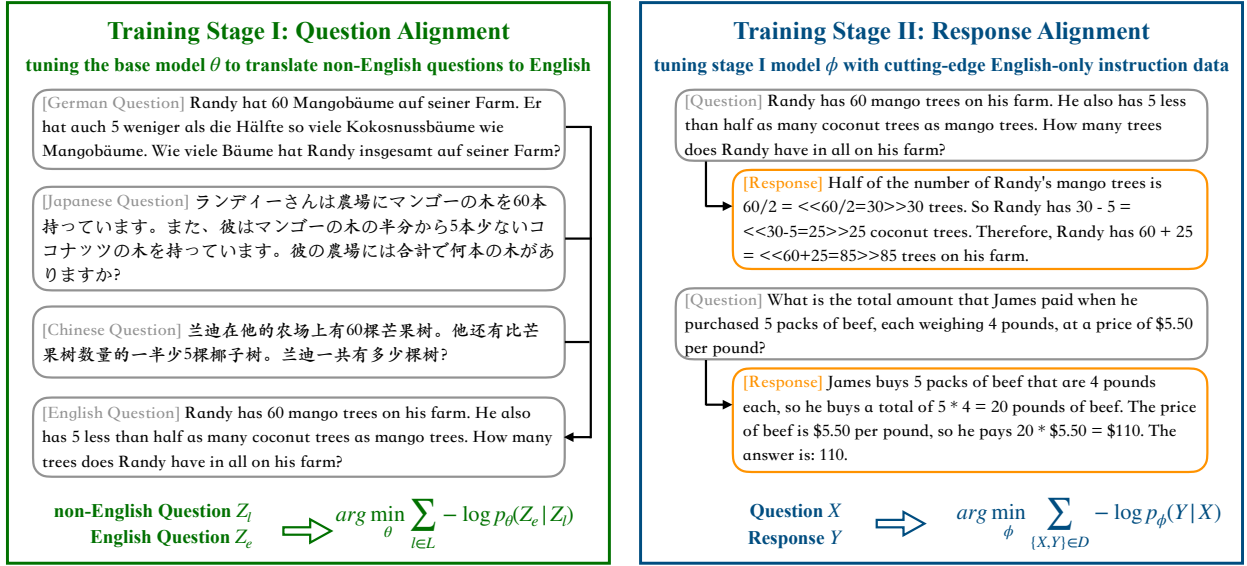 Training Stage I: Question Alignment
tuning the base model θ to translate non-English questions to English
[German Question] Randy hat 60 Mangobäume auf seiner Farm. Er
hat auch 5 weniger als die Hälfte so viele Kokosnussbäume wie
Mangobäume. Wie viele Bäume hat Randy insgesamt auf seiner Farm?
[Japanese Question] ランディーさんは農場にマンゴーの木を60本
持っています。また、彼はマンゴーの木の半分から5本少ないコ
コナッツの木を持っています。彼の農場には合計で何本の木があ
りますか?
[Chinese Question] 兰迪在他的农场上有60棵芒果树。他还有比芒
果树数量的一半少5棵椰子树。兰迪一共有多少棵树?
[English Question] Randy has 60 mango trees on his farm. He also
has 5 less than half as many coconut trees as mango trees. How many
trees does Randy have in all on his farm?
non-English Question Z_l
English Question Z_e
arg min_θ ∑_{l∈L} − log p_θ(Z_e | Z_l)
Training Stage II: Response Alignment
tuning stage I model ϕ with cutting-edge English-only instruction data
[Question] Randy has 60 mango trees on his farm. He also has 5 less
than half as many coconut trees as mango trees. How many trees
does Randy have in all on his farm?
[Response] Half of the number of Randy's mango trees is
60/2 = <<60/2=30>>30 trees. So Randy has 30 - 5 =
<<30-5=25>>25 coconut trees. Therefore, Randy has 60 + 25
= <<60+25=85>>85 trees on his farm.
[Question] What is the total amount that James paid when he
purchased 5 packs of beef, each weighing 4 pounds, at a price of $5.50
per pound?
[Response] James buys 5 packs of beef that are 4 pounds
each, so he buys a total of 5 * 4 = 20 pounds of beef. The price
of beef is $5.50 per pound, so he pays 20 * $5.50 = $110. The
answer is: 110.
Question X
Response Y
arg min_ϕ ∑_{{X,Y}∈D} − log p_ϕ(Y | X)